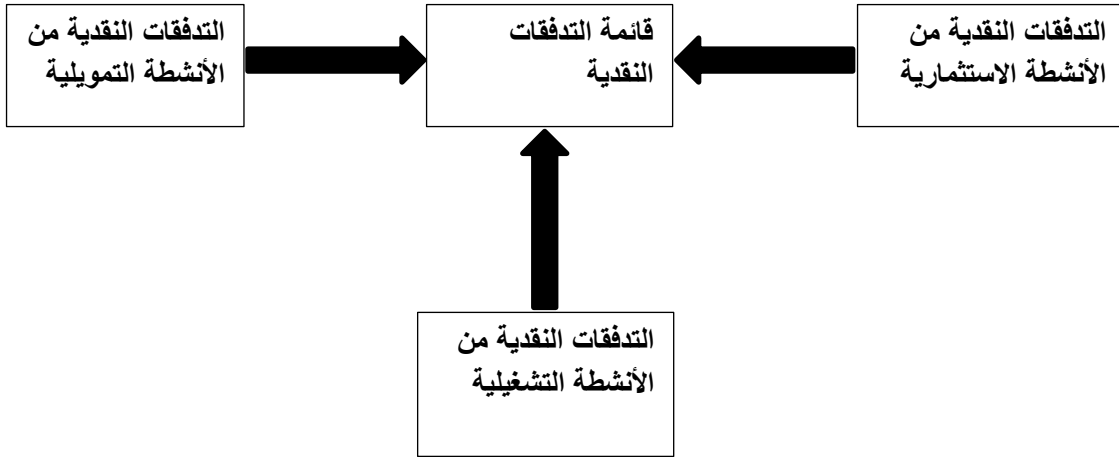 التدفقات النقدية من
الأنشطة الاستثمارية
قائمة التدفقات
النقدية
التدفقات النقدية من
الأنشطة التمويلية
التدفقات النقدية من
الأنشطة التشغيلية